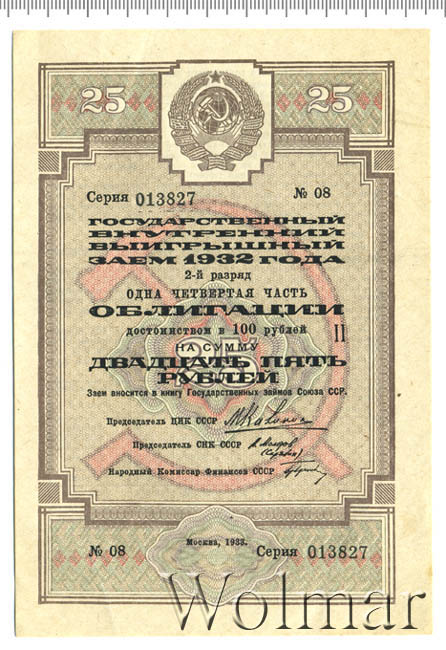 25 25
Серия 013827 № 08
ГОСУДАРСТВЕННЫЙ
ВНУТРЕННИЙ
ВЫИГРЫШНЫЙ
ЗАЕМ 1932 ГОДА
2-й разряд
ОДНА ЧЕТВЕРТАЯ ЧАСТЬ
ОБЛИГАЦИИ
достоинством в 100 рублей II
НА СУММУ
ДВАДЦАТЬ ПЯТЬ
РУБЛЕЙ
Заем вносится в книгу Государственных займов Союза ССР.
Председатель ЦИК СССР
Председатель СНК СССР
Народный Комиссар Финансов СССР
Москва, 1933.
№ 08 Серия 013827
Wolmar